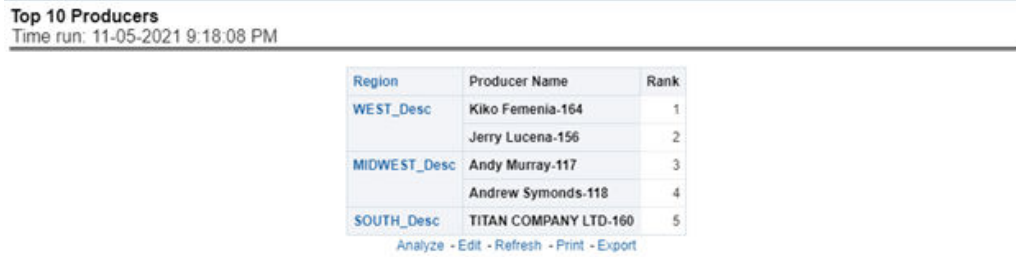 Top 10 Producers
Time run: 11-05-2021 9:18:08 PM
Region Producer Name Rank
WEST_Desc Kiko Femenia-164 1
Jerry Lucena-156 2
MIDWEST_Desc Andy Murray-117 3
Andrew Symonds-118 4
SOUTH_Desc TITAN COMPANY LTD-160 5
Analyze - Edit - Refresh - Print - Export